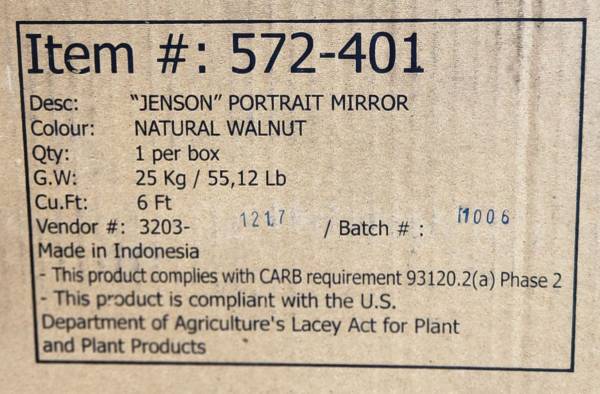 Item #: 572-401
Desc: "JENSON" PORTRAIT MIRROR
Colour: NATURAL WALNUT
Qty: 1 per box
G.W: 25 Kg / 55,12 Lb
Cu.Ft: 6 Ft
Vendor #: 3203- 1217 / Batch # : 11006
Made in Indonesia
- This product complies with CARB requirement 93120.2(a) Phase 2
- This product is compliant with the U.S.
Department of Agriculture's Lacey Act for Plant
and Plant Products